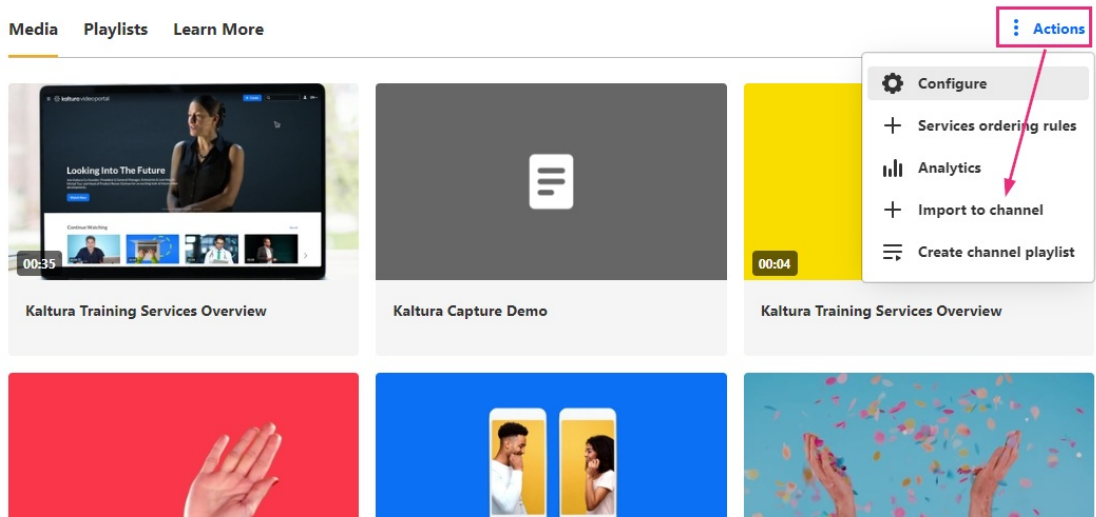 Media
Playlists
Learn More
Actions
Configure
Services ordering rules
Analytics
Import to channel
Create channel playlist
kaltura videoportal
Looking Into The Future
Continue Watching
00:35
00:04
Kaltura Training Services Overview
Kaltura Capture Demo
Kaltura Training Services Overview